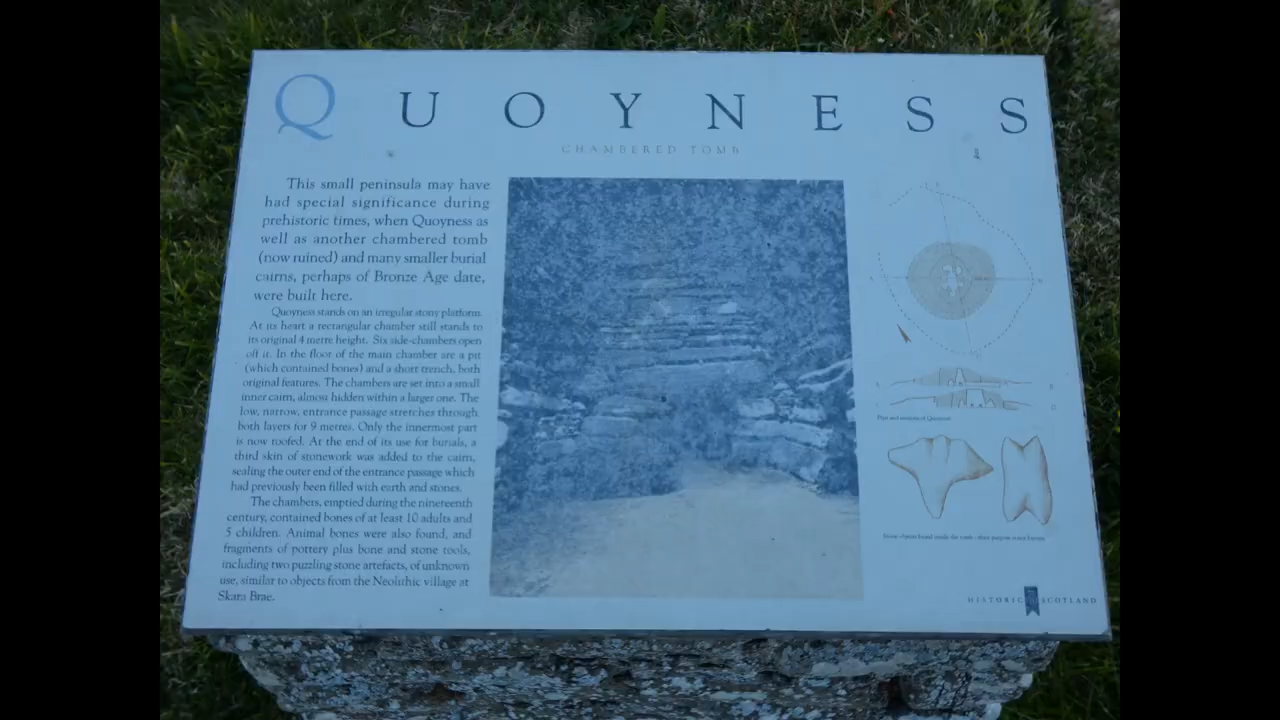 QUOYNESS
CHAMBERED TOMB
This small peninsula may have
had special significance during
prehistoric times, when Quoyness as
well as another chambered tomb
(now ruined) and many smaller burial
cairns, perhaps of Bronze Age date,
were built here.
Quoyness stands on an irregular stony platform.
At its heart a rectangular chamber still stands to
its original 4 metre height. Six side-chambers open
off it. In the floor of the main chamber are a pit
(which contained bones) and a short trench, both
original features. The chambers are set into a small
inner cairn, almost hidden within a larger one. The
low, narrow, entrance passage stretches through
both layers for 9 metres. Only the innermost part
is now roofed. At the end of its use for burials, a
third skin of stonework was added to the cairn,
sealing the outer end of the entrance passage which
had previously been filled with earth and stones.
The chambers, emptied during the nineteenth
century, contained bones of at least 10 adults and
5 children. Animal bones were also found, and
fragments of pottery plus bone and stone tools,
including two puzzling stone artefacts, of unknown
use, similar to objects from the Neolithic village at
Skara Brae.
Plan and sections of Quoyness
HISTORIC SCOTLAND